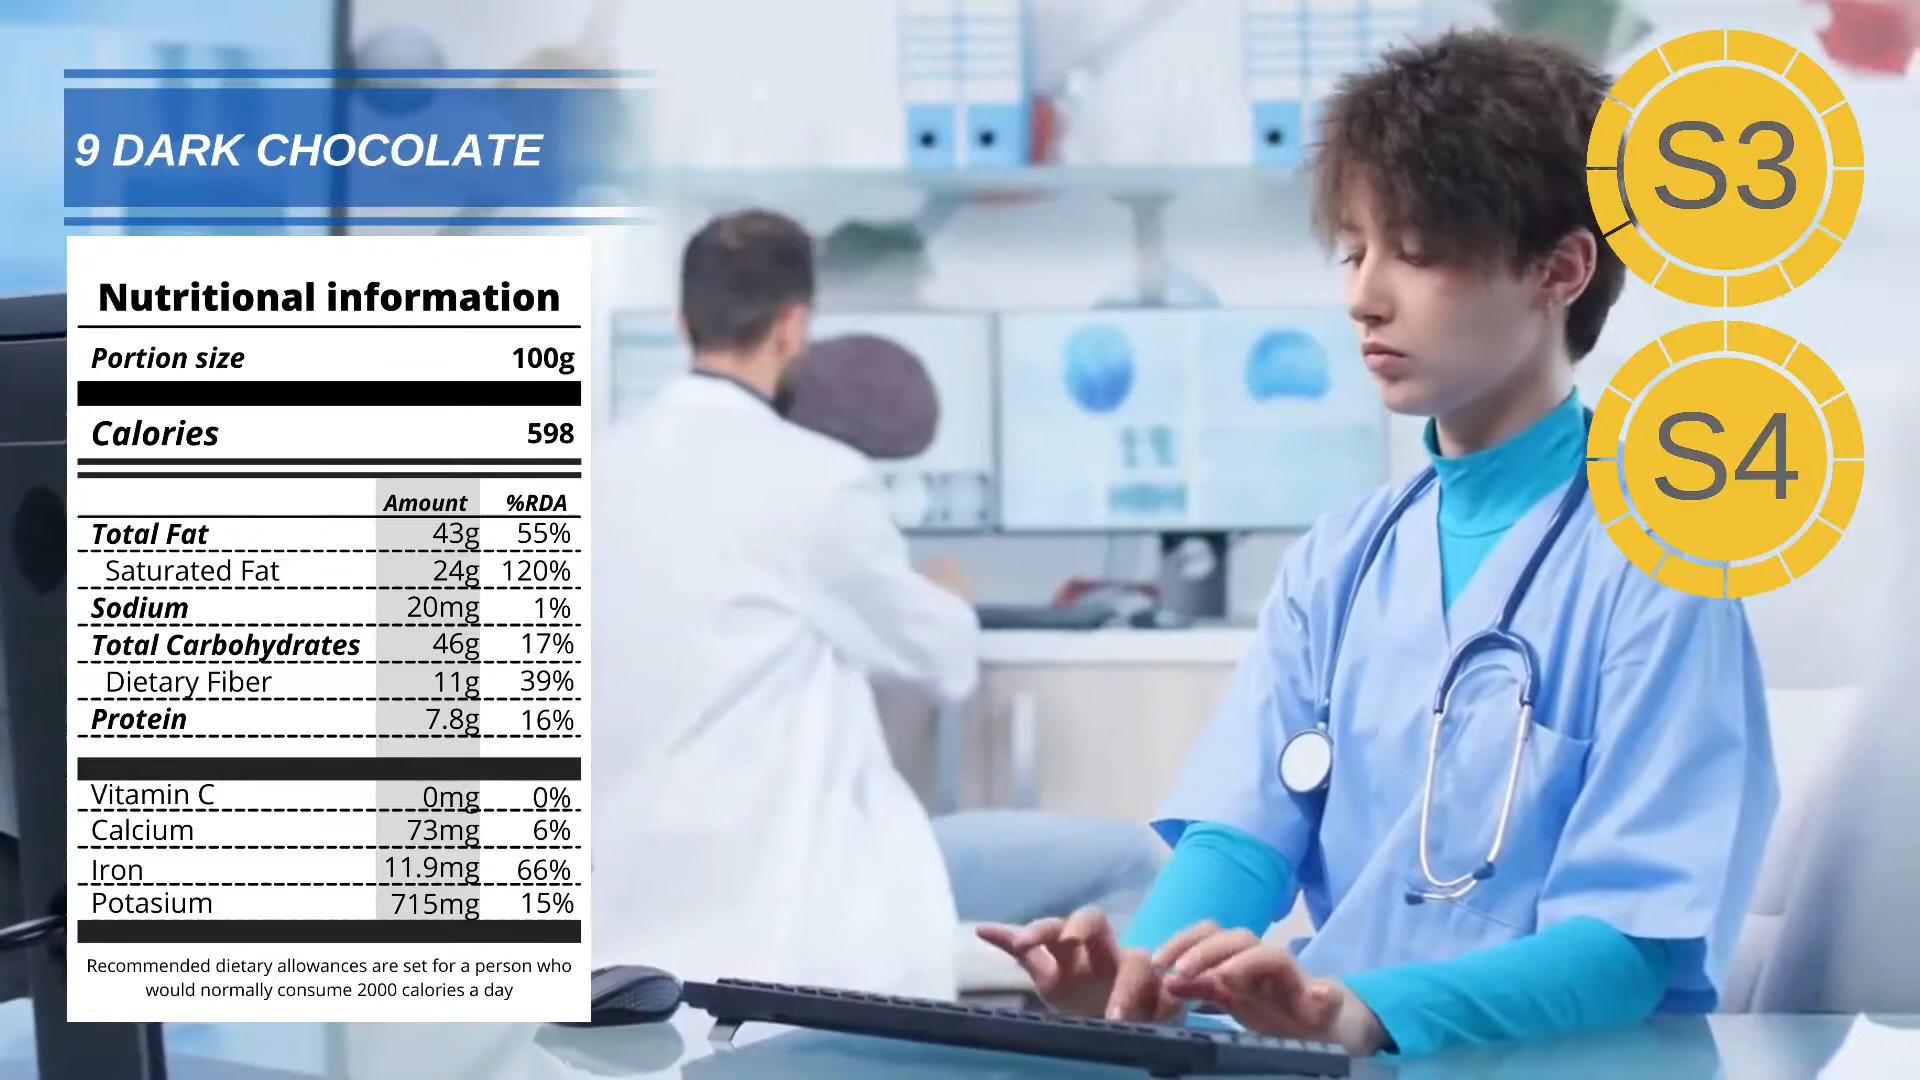 9 DARK CHOCOLATE
Nutritional information
Portion size 100g
Calories 598
Amount %RDA
Total Fat 43g 55%
Saturated Fat 24g 120%
Sodium 20mg 1%
Total Carbohydrates 46g 17%
Dietary Fiber 11g 39%
Protein 7.8g 16%
Vitamin C 0mg 0%
Calcium 73mg 6%
Iron 11.9mg 66%
Potasium 715mg 15%
Recommended dietary allowances are set for a person who
would normally consume 2000 calories a day
S3
S4